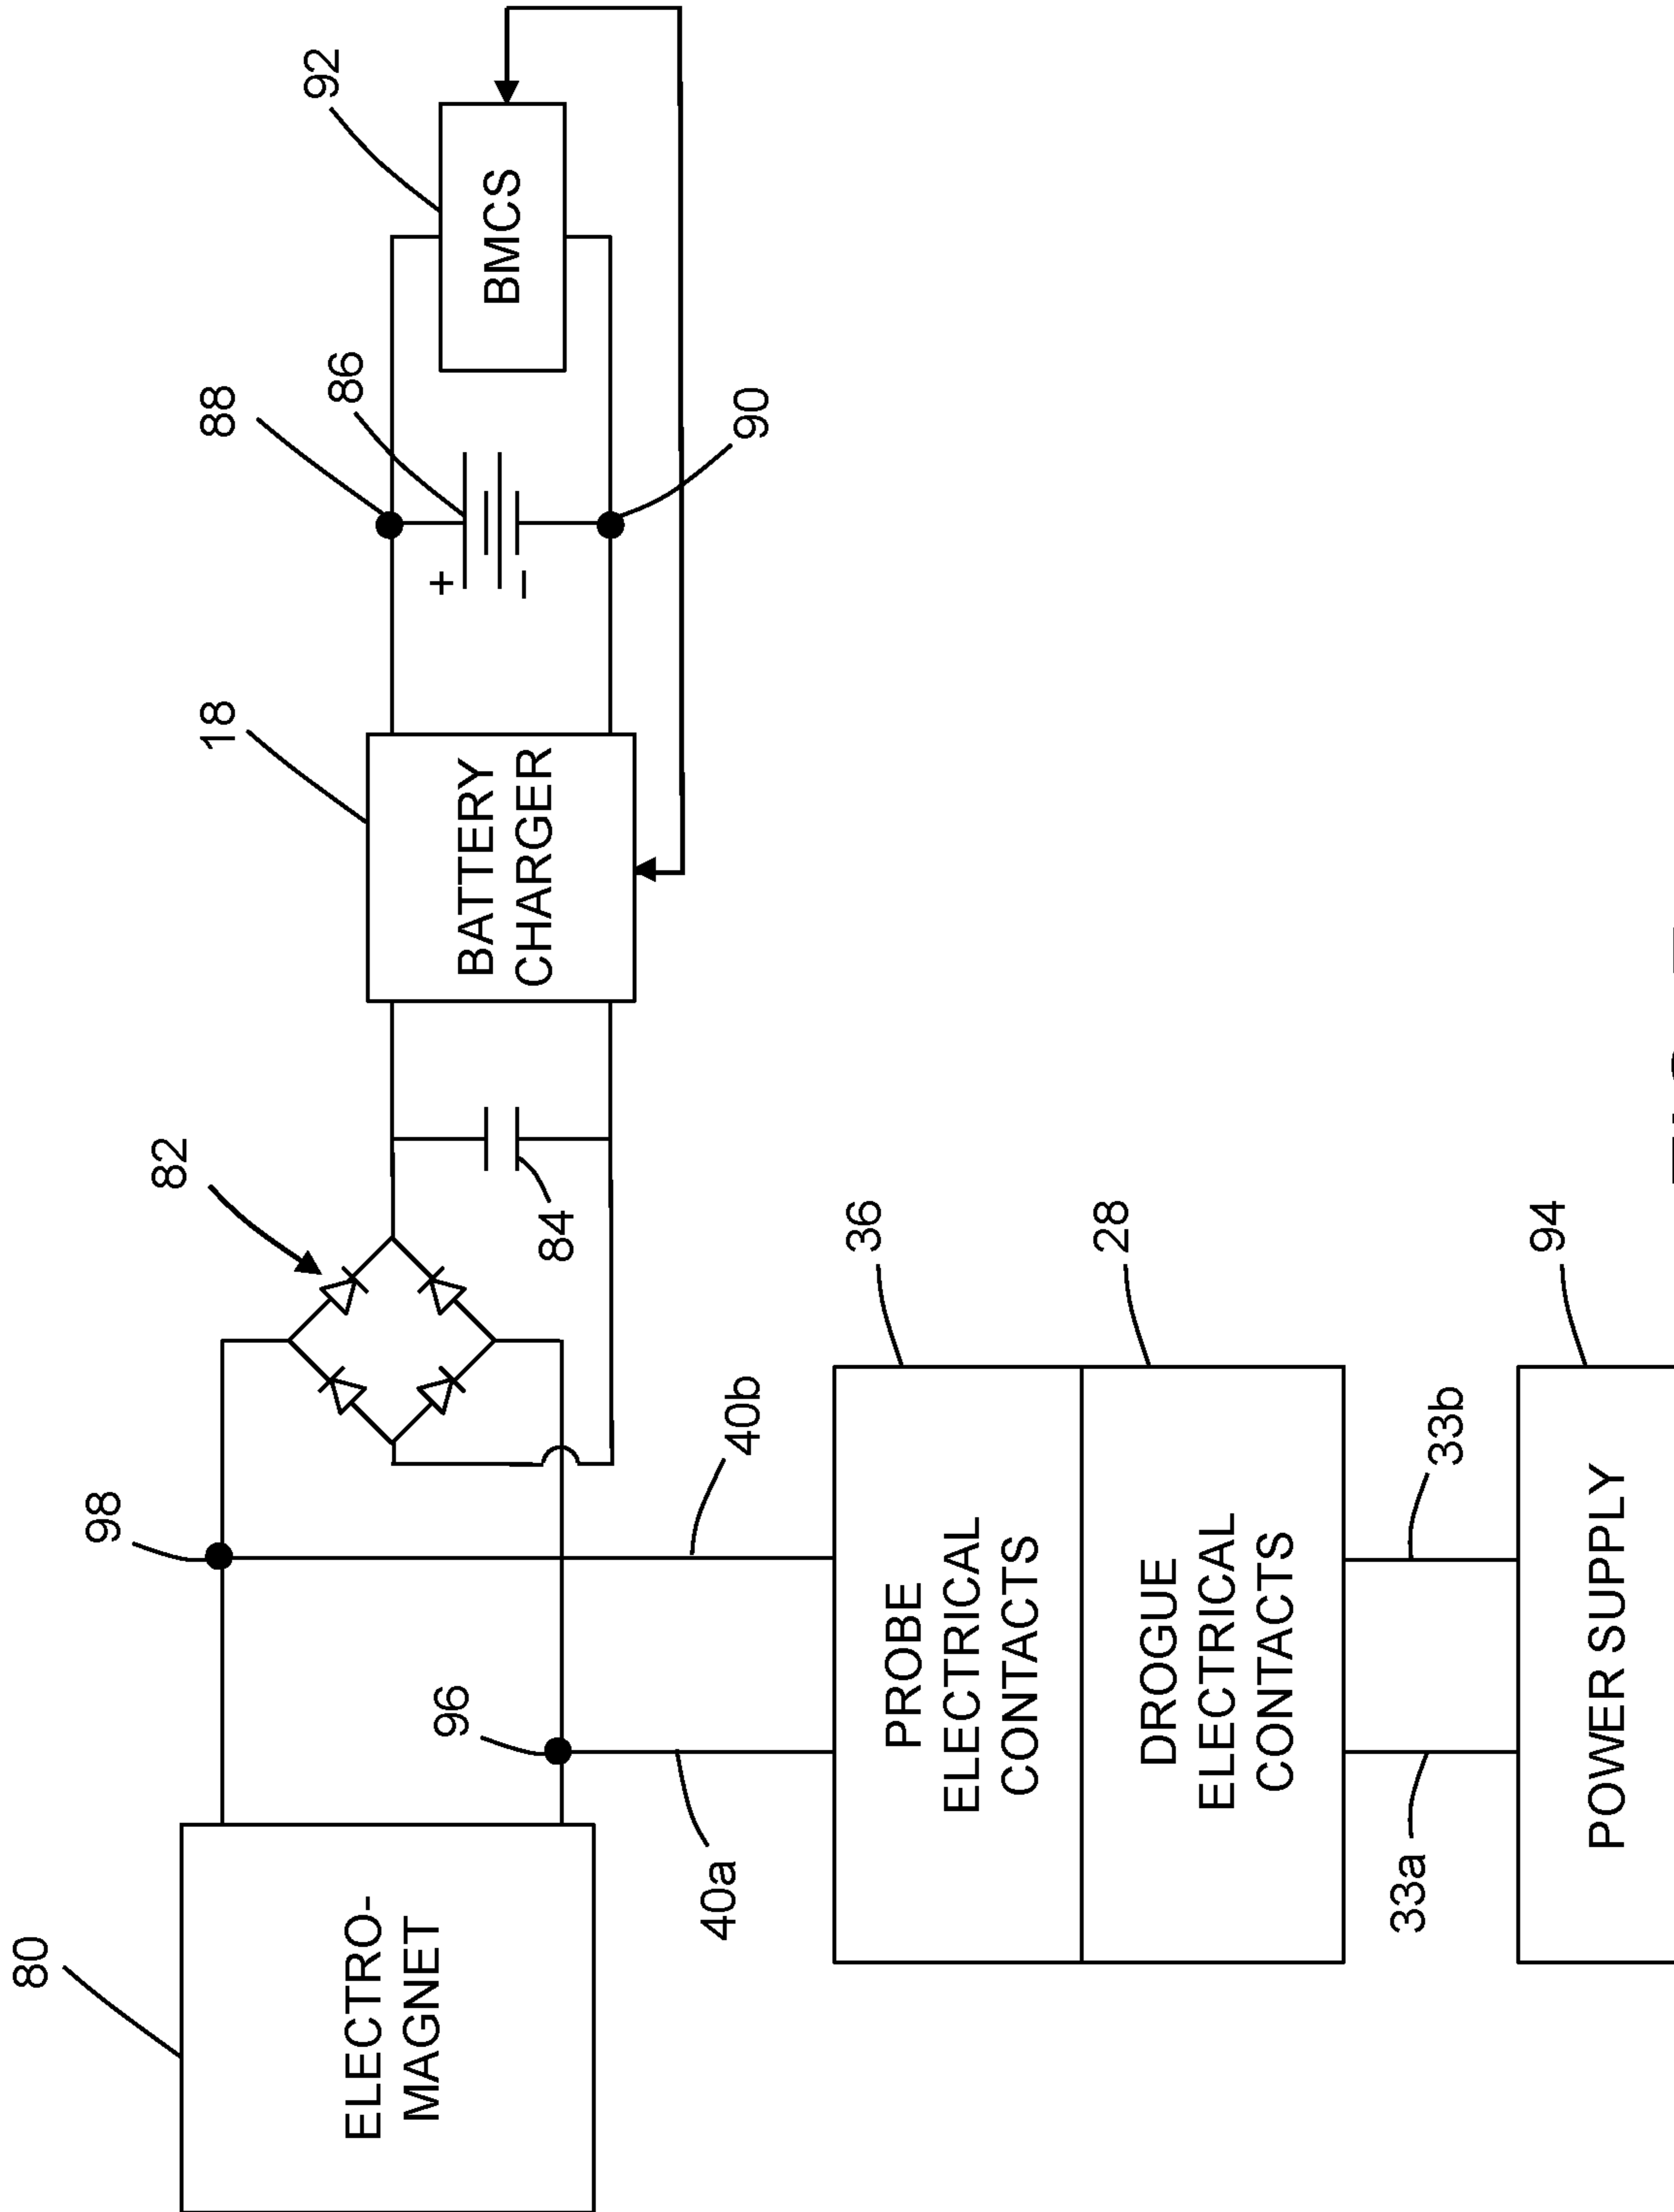 80
ELECTRO-
MAGNET
98
96
82
84
18
BATTERY
CHARGER
88
86
+
−
90
92
BMCS
40a
40b
PROBE
ELECTRICAL
CONTACTS
36
DROGUE
ELECTRICAL
CONTACTS
28
33a
33b
POWER SUPPLY
94